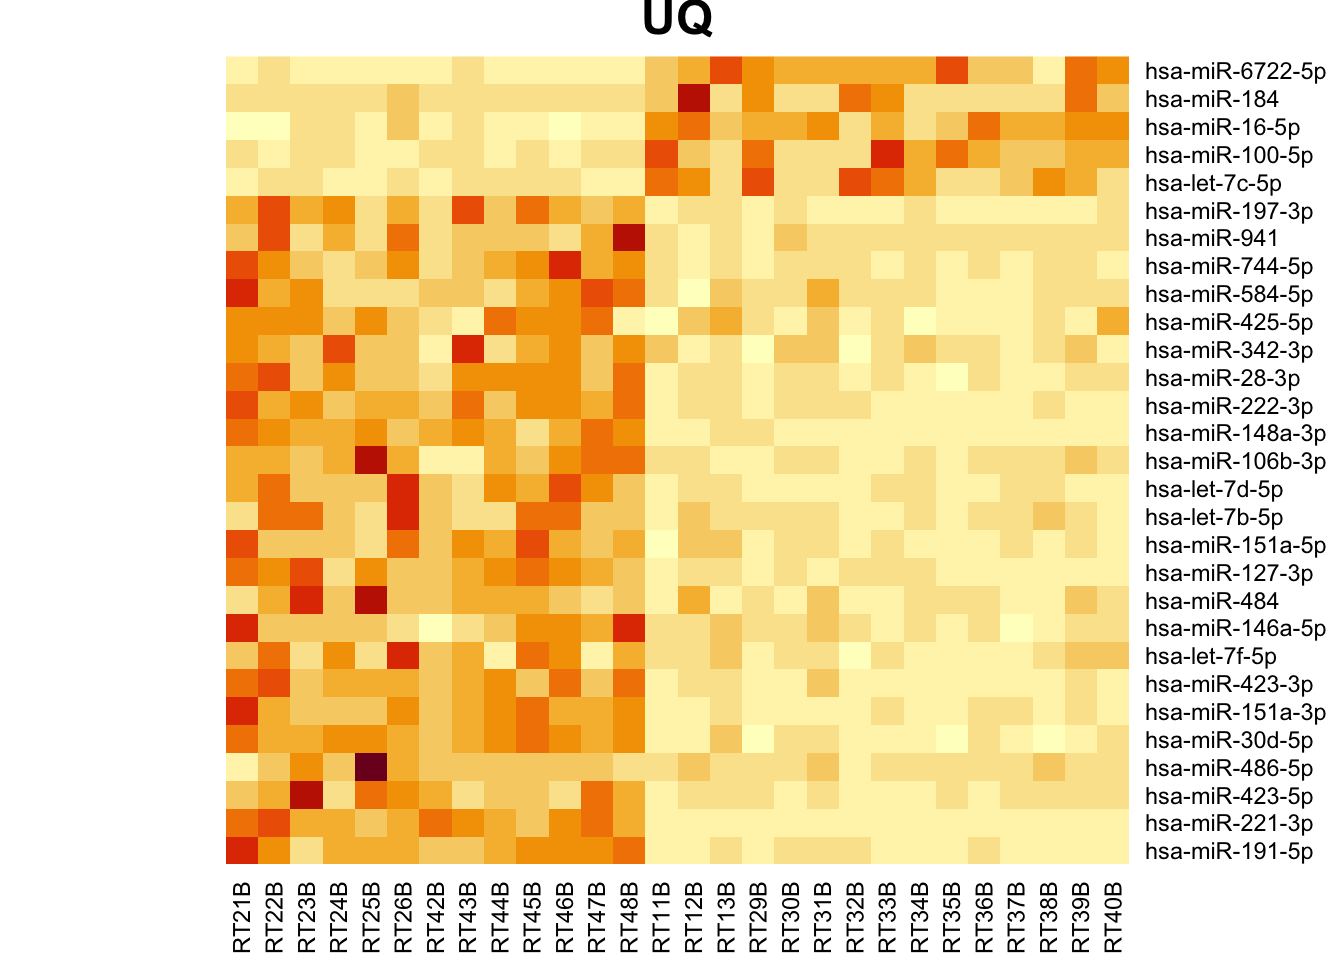 UQ
hsa-miR-6722-5p
hsa-miR-184
hsa-miR-16-5p
hsa-miR-100-5p
hsa-let-7c-5p
hsa-miR-197-3p
hsa-miR-941
hsa-miR-744-5p
hsa-miR-584-5p
hsa-miR-425-5p
hsa-miR-342-3p
hsa-miR-28-3p
hsa-miR-222-3p
hsa-miR-148a-3p
hsa-miR-106b-3p
hsa-let-7d-5p
hsa-let-7b-5p
hsa-miR-151a-5p
hsa-miR-127-3p
hsa-miR-484
hsa-miR-146a-5p
hsa-let-7f-5p
hsa-miR-423-3p
hsa-miR-151a-3p
hsa-miR-30d-5p
hsa-miR-486-5p
hsa-miR-423-5p
hsa-miR-221-3p
hsa-miR-191-5p
RT21B
RT22B
RT23B
RT24B
RT25B
RT26B
RT42B
RT43B
RT44B
RT45B
RT46B
RT47B
RT48B
RT11B
RT12B
RT13B
RT29B
RT30B
RT31B
RT32B
RT33B
RT34B
RT35B
RT36B
RT37B
RT38B
RT39B
RT40B